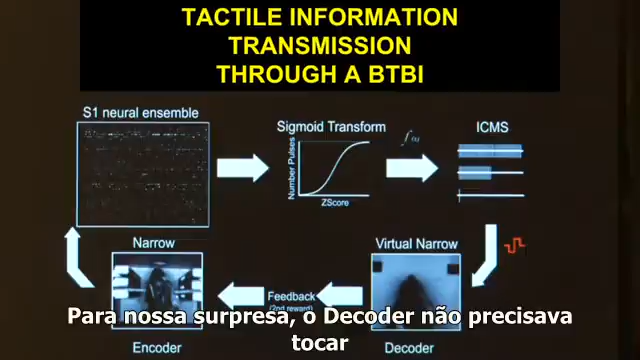 TACTILE INFORMATION
TRANSMISSION
THROUGH A BTBI
S1 neural ensemble
Sigmoid Transform
ICMS
Number Pulses
ZScore
Narrow
Virtual Narrow
Feedback
(2nd reward)
Para nossa surpresa, o Decoder não precisava
tocar
Encoder
Decoder